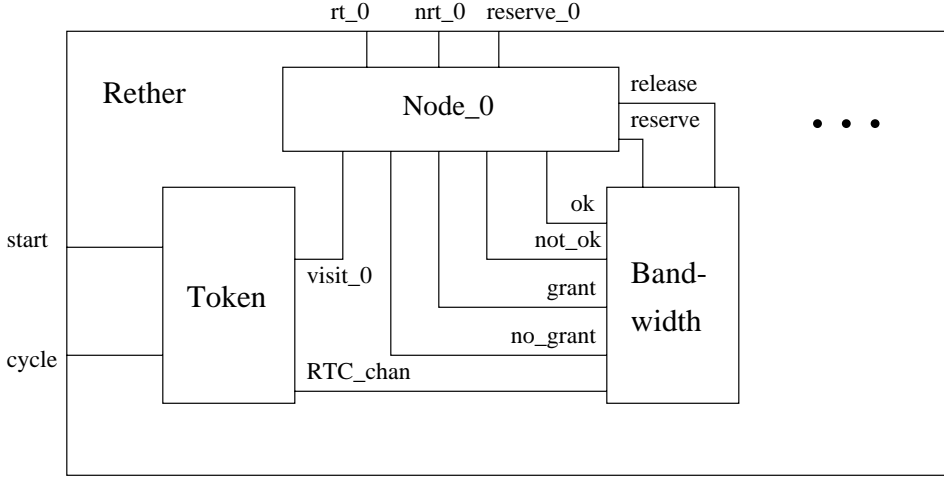 rt_0 nrt_0 reserve_0
Rether
Node_0
release
reserve
• • •
ok
start
not_ok
visit_0
Token
grant
Band-
width
no_grant
cycle
RTC_chan